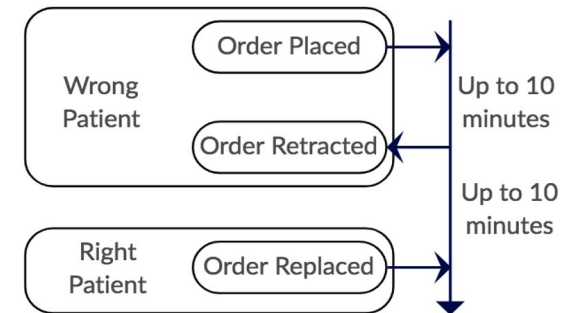 Order Placed
Wrong
Patient
Up to 10
minutes
Order Retracted
Up to 10
minutes
Right
Patient
Order Replaced